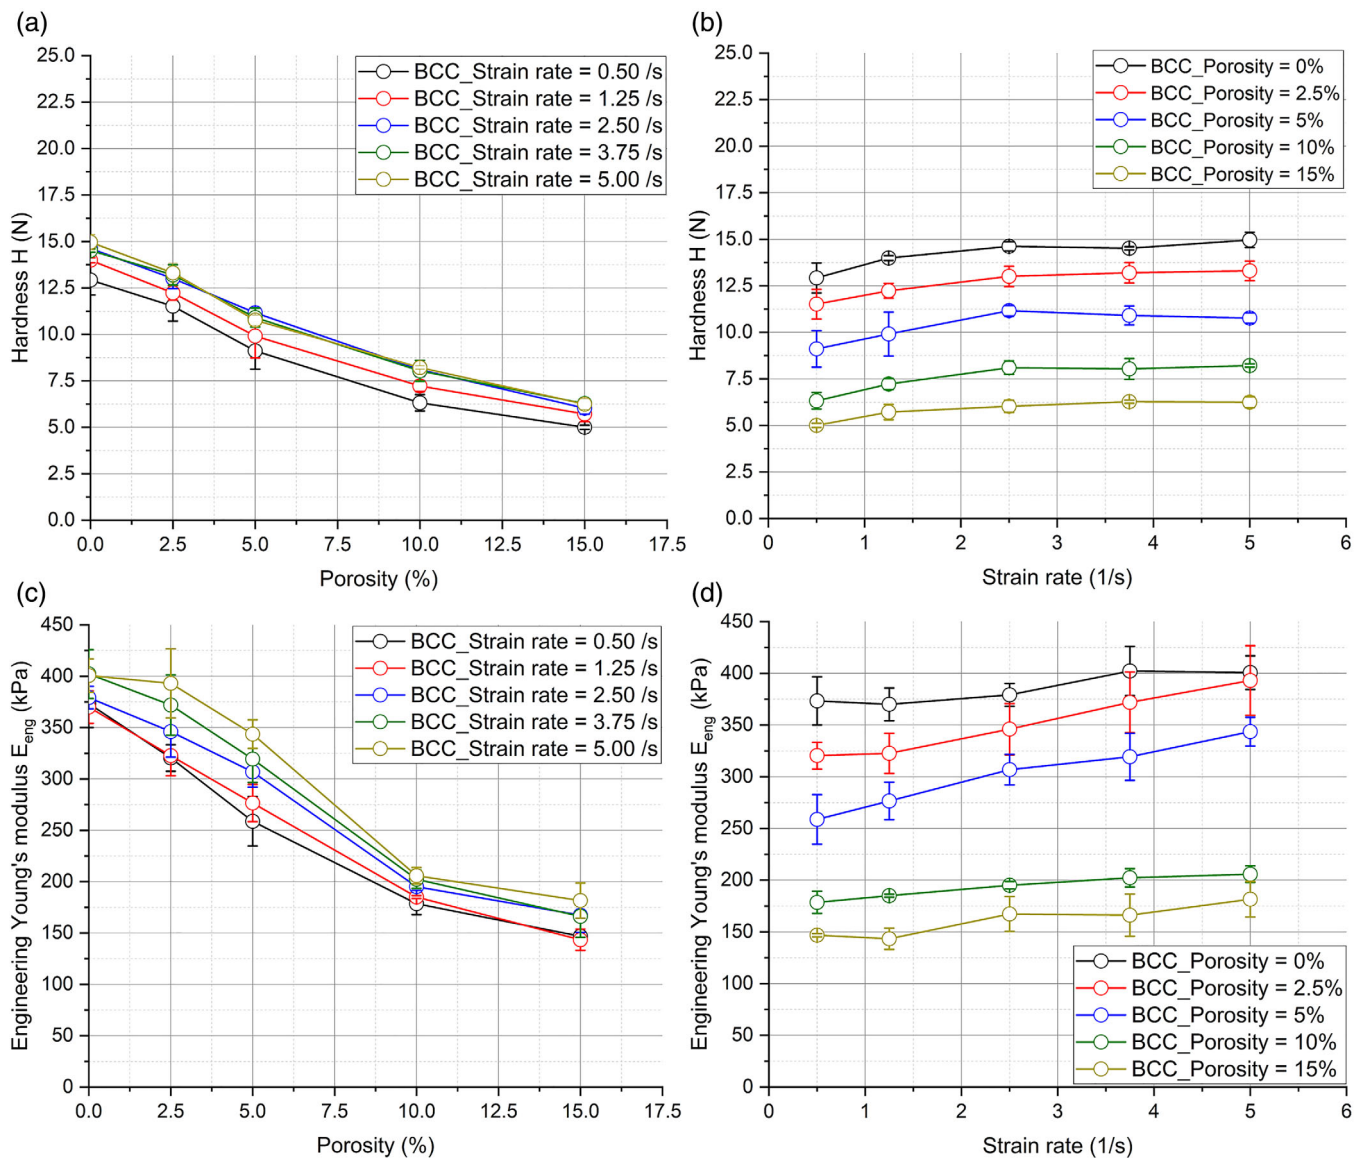 (a)
25.0
22.5
20.0
17.5
15.0
12.5
10.0
7.5
5.0
2.5
0.0
Hardness H (N)
0.0 2.5 5.0 7.5 10.0 12.5 15.0 17.5
Porosity (%)
BCC_Strain rate = 0.50 /s
BCC_Strain rate = 1.25 /s
BCC_Strain rate = 2.50 /s
BCC_Strain rate = 3.75 /s
BCC_Strain rate = 5.00 /s
(b)
25.0
22.5
20.0
17.5
15.0
12.5
10.0
7.5
5.0
2.5
0.0
Hardness H (N)
0 1 2 3 4 5 6
Strain rate (1/s)
BCC_Porosity = 0%
BCC_Porosity = 2.5%
BCC_Porosity = 5%
BCC_Porosity = 10%
BCC_Porosity = 15%
(c)
450
400
350
300
250
200
150
100
50
0
Engineering Young's modulus Eeng (kPa)
0.0 2.5 5.0 7.5 10.0 12.5 15.0 17.5
Porosity (%)
BCC_Strain rate = 0.50 /s
BCC_Strain rate = 1.25 /s
BCC_Strain rate = 2.50 /s
BCC_Strain rate = 3.75 /s
BCC_Strain rate = 5.00 /s
(d)
450
400
350
300
250
200
150
100
50
0
Engineering Young's modulus Eeng (kPa)
0 1 2 3 4 5 6
Strain rate (1/s)
BCC_Porosity = 0%
BCC_Porosity = 2.5%
BCC_Porosity = 5%
BCC_Porosity = 10%
BCC_Porosity = 15%